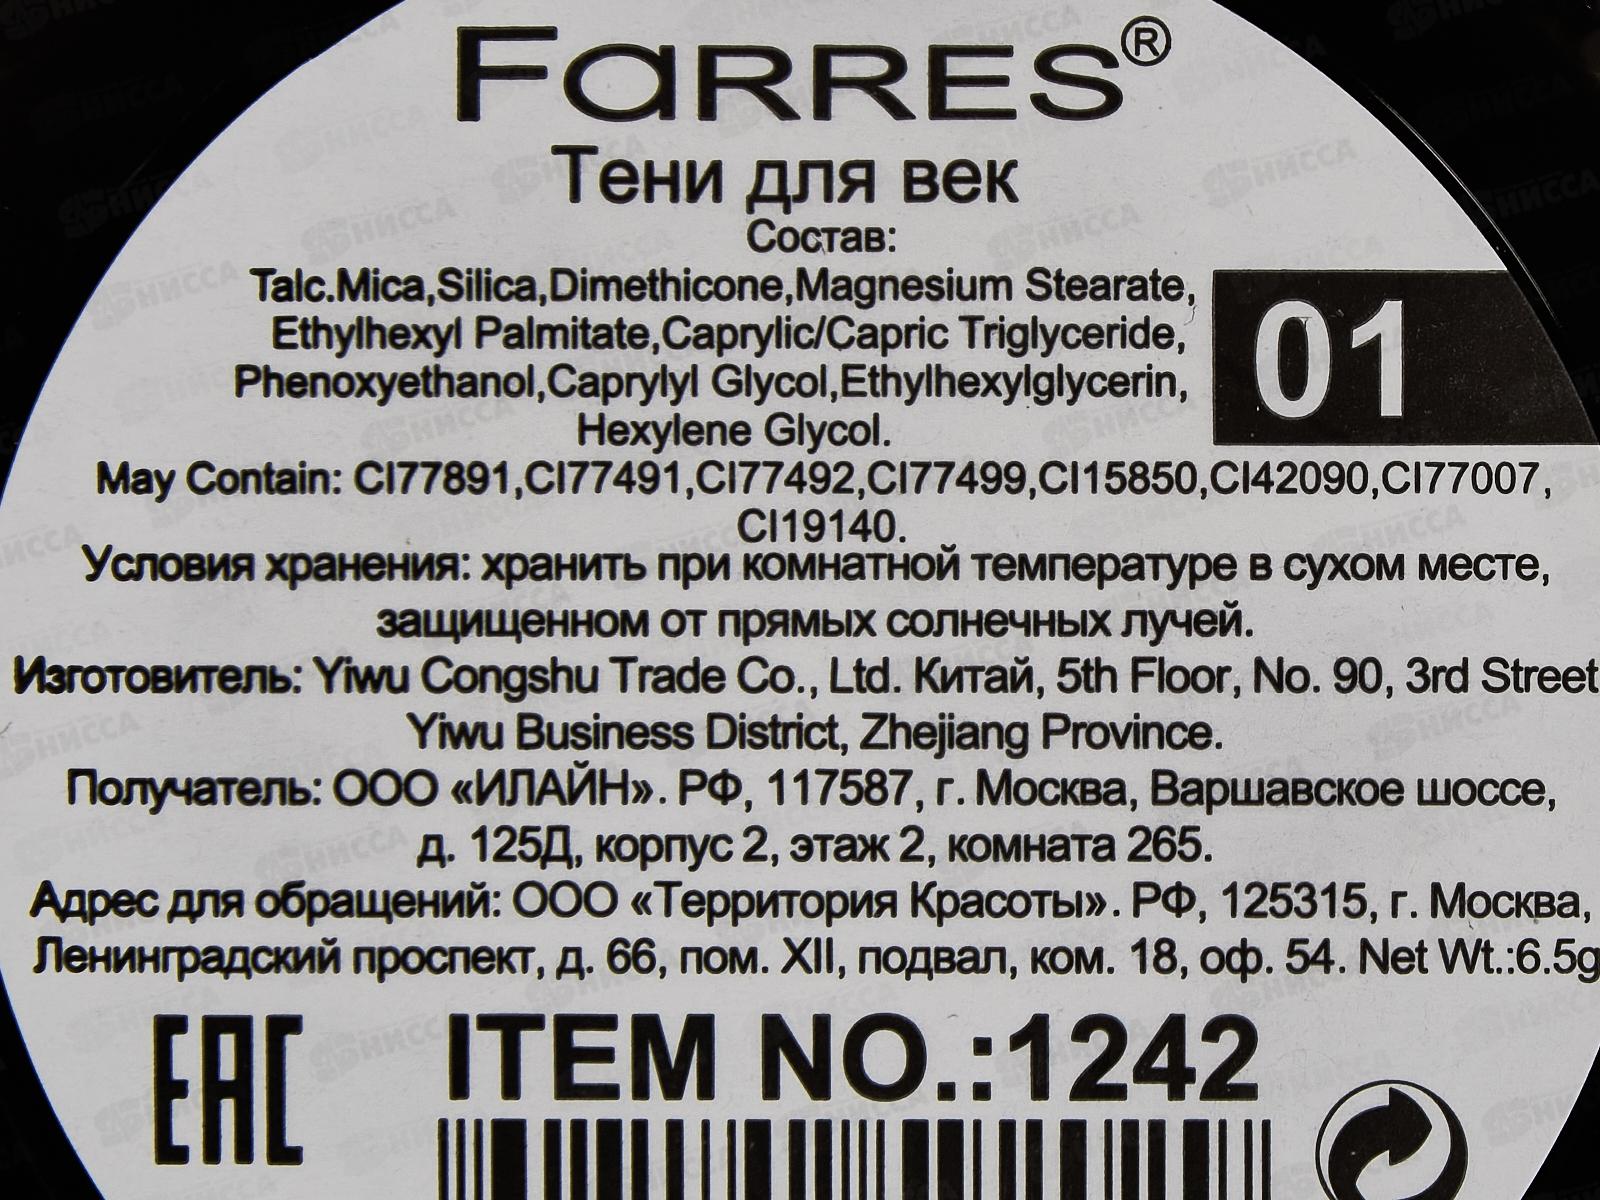 FARRES®
Тени для век
Состав:
Talc.Mica,Silica,Dimethicone,Magnesium Stearate,
Ethylhexyl Palmitate,Caprylic/Capric Triglyceride,
Phenoxyethanol,Caprylyl Glycol,Ethylhexylglycerin,
Hexylene Glycol.
01
May Contain: CI77891,CI77491,CI77492,CI77499,CI15850,CI42090,CI77007,
CI19140.
Условия хранения: хранить при комнатной температуре в сухом месте,
защищенном от прямых солнечных лучей.
Изготовитель: Yiwu Congshu Trade Co., Ltd. Китай, 5th Floor, No. 90, 3rd Street
Yiwu Business District, Zhejiang Province.
Получатель: ООО «ИЛАЙН». РФ, 117587, г. Москва, Варшавское шоссе,
д. 125Д, корпус 2, этаж 2, комната 265.
Адрес для обращений: ООО «Территория Красоты». РФ, 125315, г. Москва,
Ленинградский проспект, д. 66, пом. XII, подвал, ком. 18, оф. 54. Net Wt.:6.5g
EAC
ITEM NO.:1242